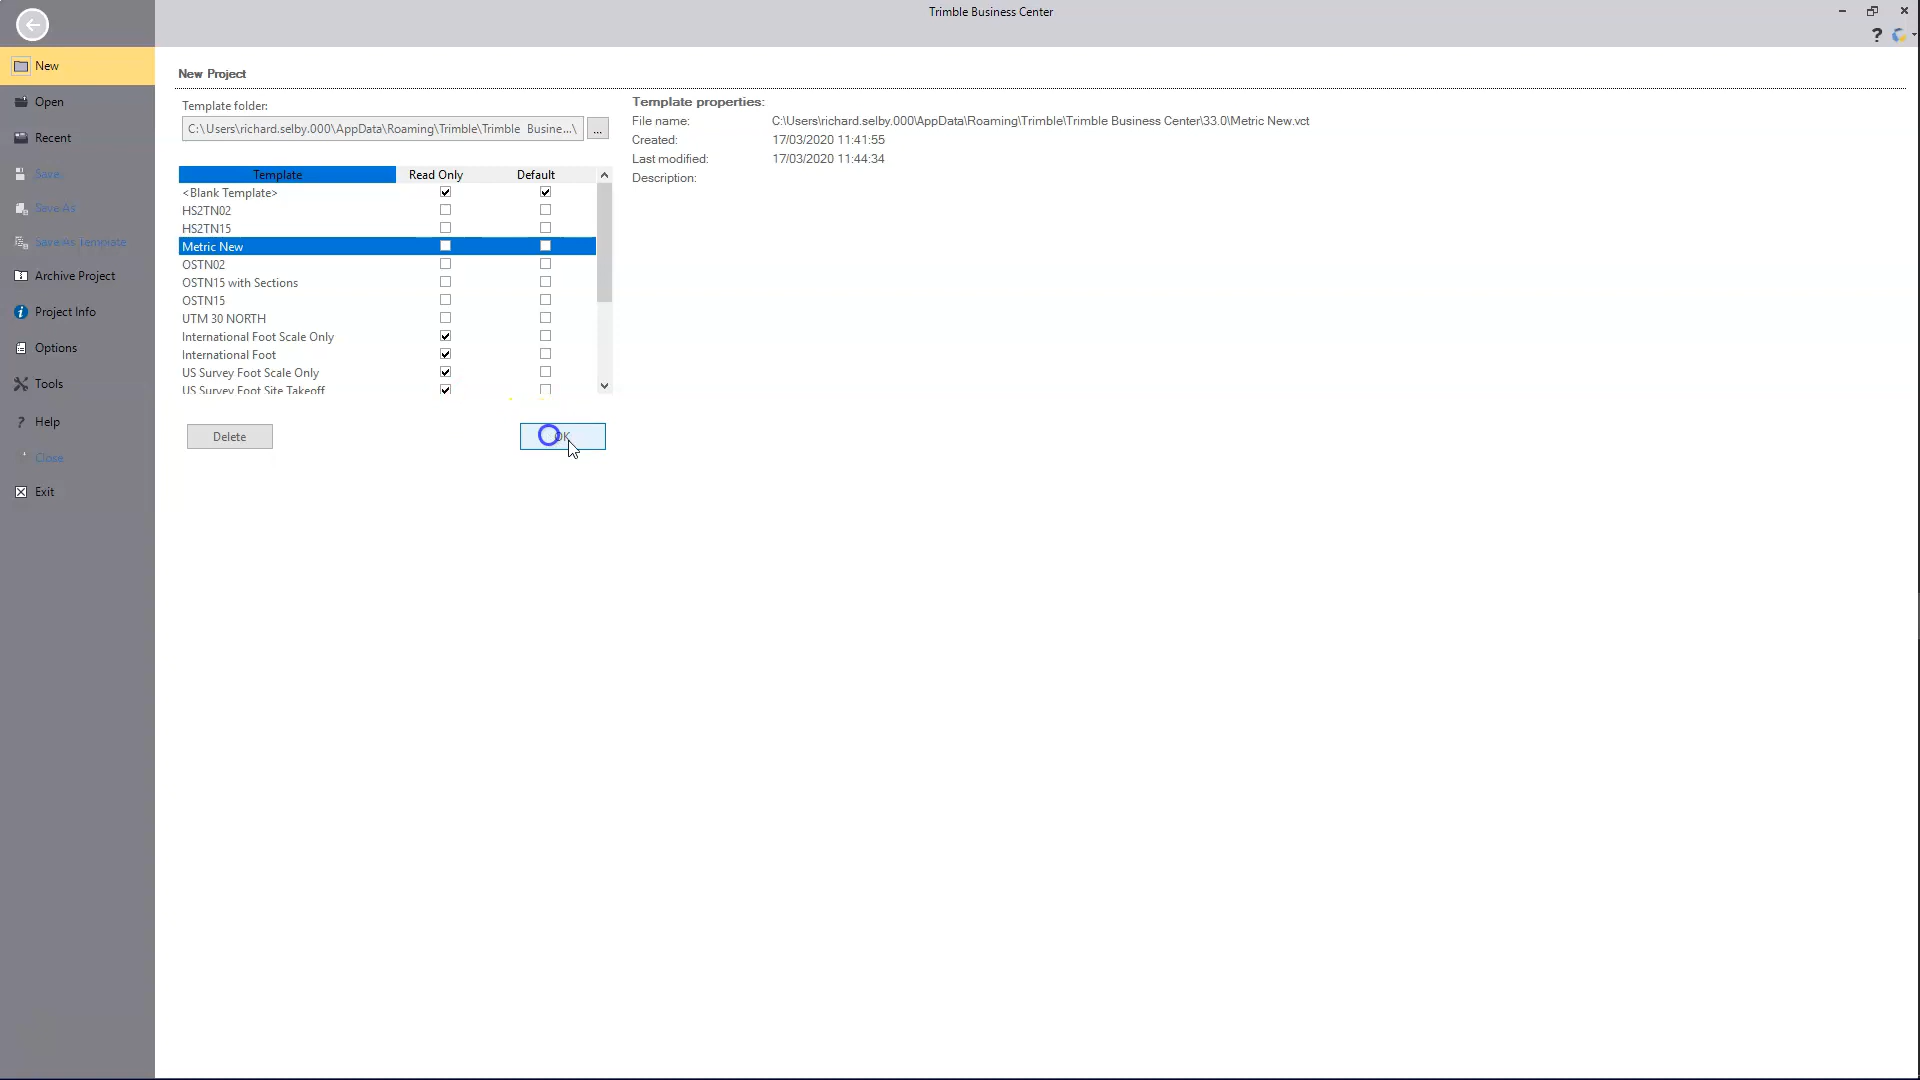 Trimble Business Center
New
Open
Recent
Save
Save As
Save As Template
Archive Project
Project Info
Options
Tools
Help
Close
Exit
New Project
Template folder:
C:\Users\richard.selby.000\AppData\Roaming\Trimble\Trimble Busine...\
...
Template Read Only Default
<Blank Template>
HS2TN02
HS2TN15
Metric New
OSTN02
OSTN15 with Sections
OSTN15
UTM 30 NORTH
International Foot Scale Only
International Foot
US Survey Foot Scale Only
US Survey Foot Site Takeoff
Delete
OK
Template properties:
File name: C:\Users\richard.selby.000\AppData\Roaming\Trimble\Trimble Business Center\33.0\Metric New.vct
Created: 17/03/2020 11:41:55
Last modified: 17/03/2020 11:44:34
Description: